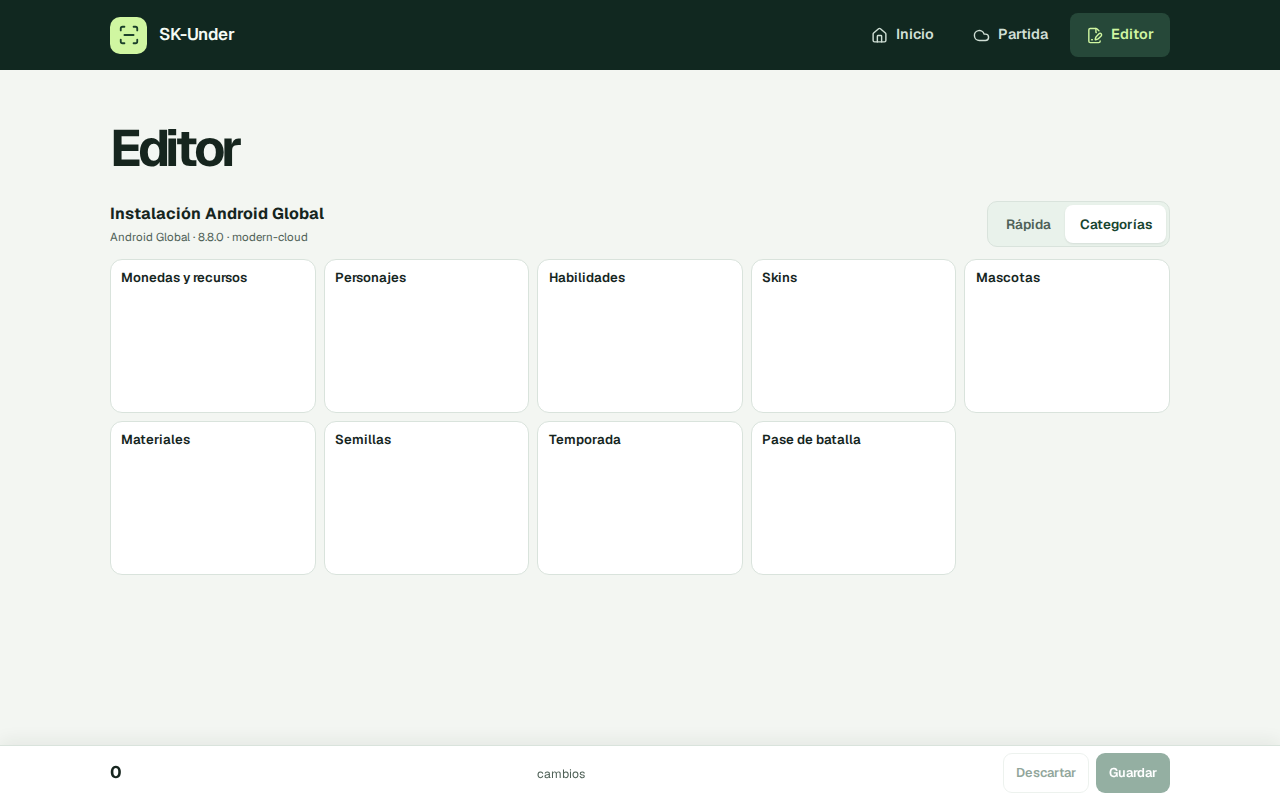 SK-Under
Inicio
Partida
Editor
Editor
Instalación Android Global
Android Global · 8.8.0 · modern-cloud
Rápida
Categorías
Monedas y recursos
Personajes
Habilidades
Skins
Mascotas
Materiales
Semillas
Temporada
Pase de batalla
0
cambios
Descartar
Guardar